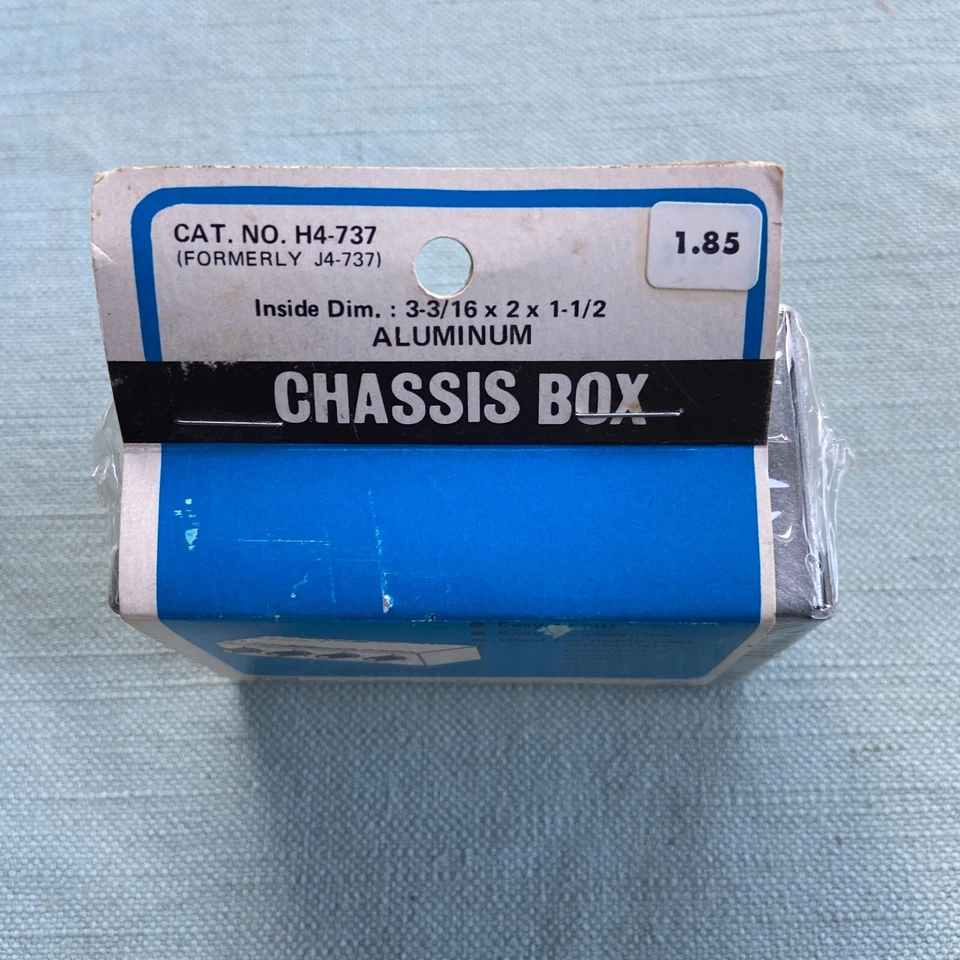 CAT. NO. H4-737
(FORMERLY J4-737)
1.85
Inside Dim. : 3-3/16 x 2 x 1-1/2
ALUMINUM
CHASSIS BOX